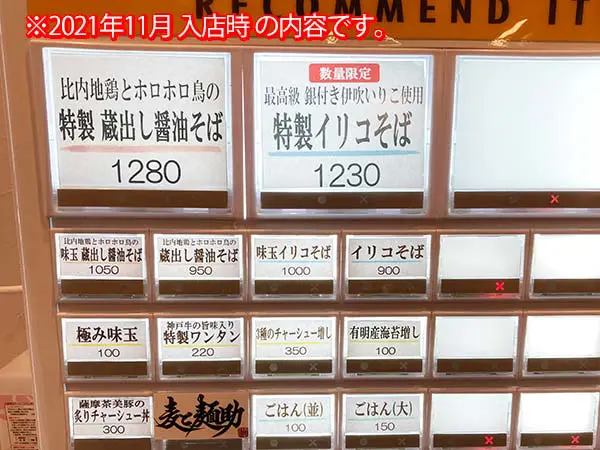 ※2021年11月 入店時 の内容です。
RECOMMEND IT
比内地鶏とホロホロ鳥の
特製 蔵出し醤油そば
1280
数量限定
最高級 銀付き伊吹いりこ使用
特製イリコそば
1230
比内地鶏とホロホロ鳥の
味玉 蔵出し醤油そば
1050
比内地鶏とホロホロ鳥の
蔵出し醤油そば
950
味玉イリコそば
1000
イリコそば
900
極み味玉
100
神戸牛の旨味入り
特製ワンタン
220
3種のチャーシュー増し
350
有明産海苔増し
100
薩摩茶美豚の
炙りチャーシュー丼
300
麦と麺助
ごはん(並)
100
ごはん(大)
150